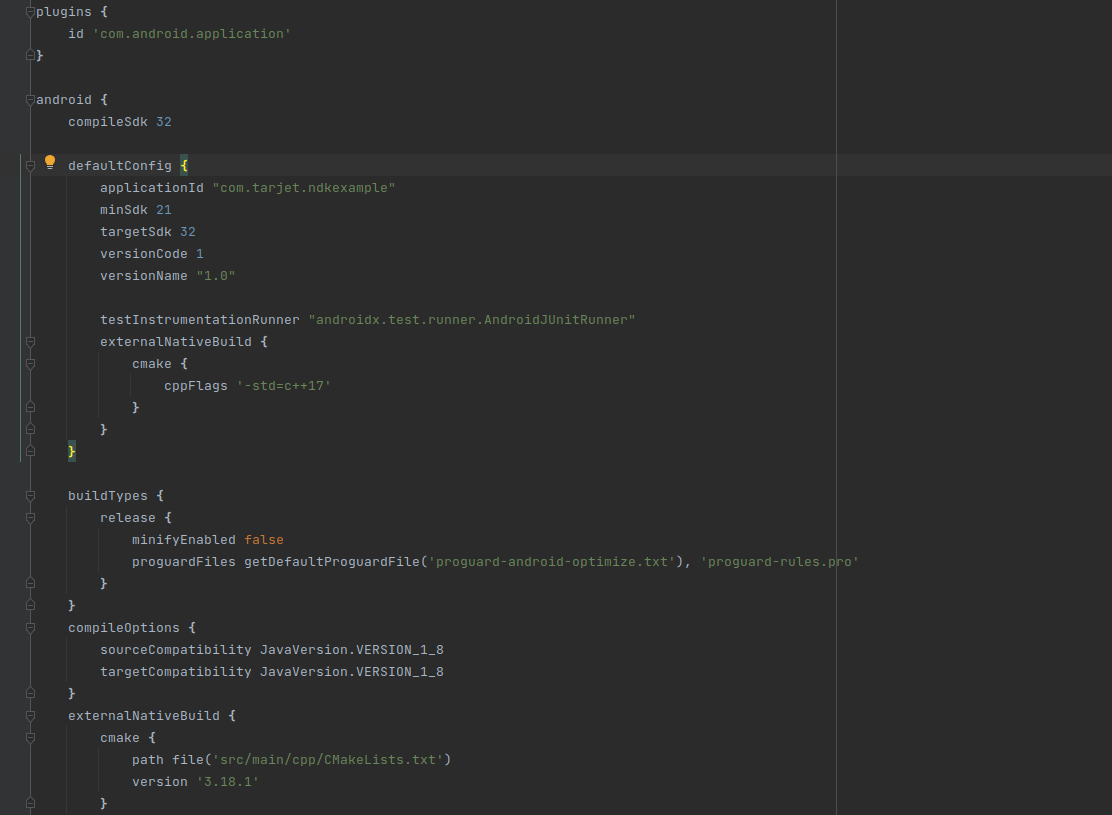 plugins {
    id 'com.android.application'
}
android {
    compileSdk 32
    defaultConfig {
        applicationId "com.tarjet.ndkexample"
        minSdk 21
        targetSdk 32
        versionCode 1
        versionName "1.0"
        testInstrumentationRunner "androidx.test.runner.AndroidJUnitRunner"
        externalNativeBuild {
            cmake {
                cppFlags '-std=c++17'
            }
        }
    }
    buildTypes {
        release {
            minifyEnabled false
            proguardFiles getDefaultProguardFile('proguard-android-optimize.txt'), 'proguard-rules.pro'
        }
    }
    compileOptions {
        sourceCompatibility JavaVersion.VERSION_1_8
        targetCompatibility JavaVersion.VERSION_1_8
    }
    externalNativeBuild {
        cmake {
            path file('src/main/cpp/CMakeLists.txt')
            version '3.18.1'
        }